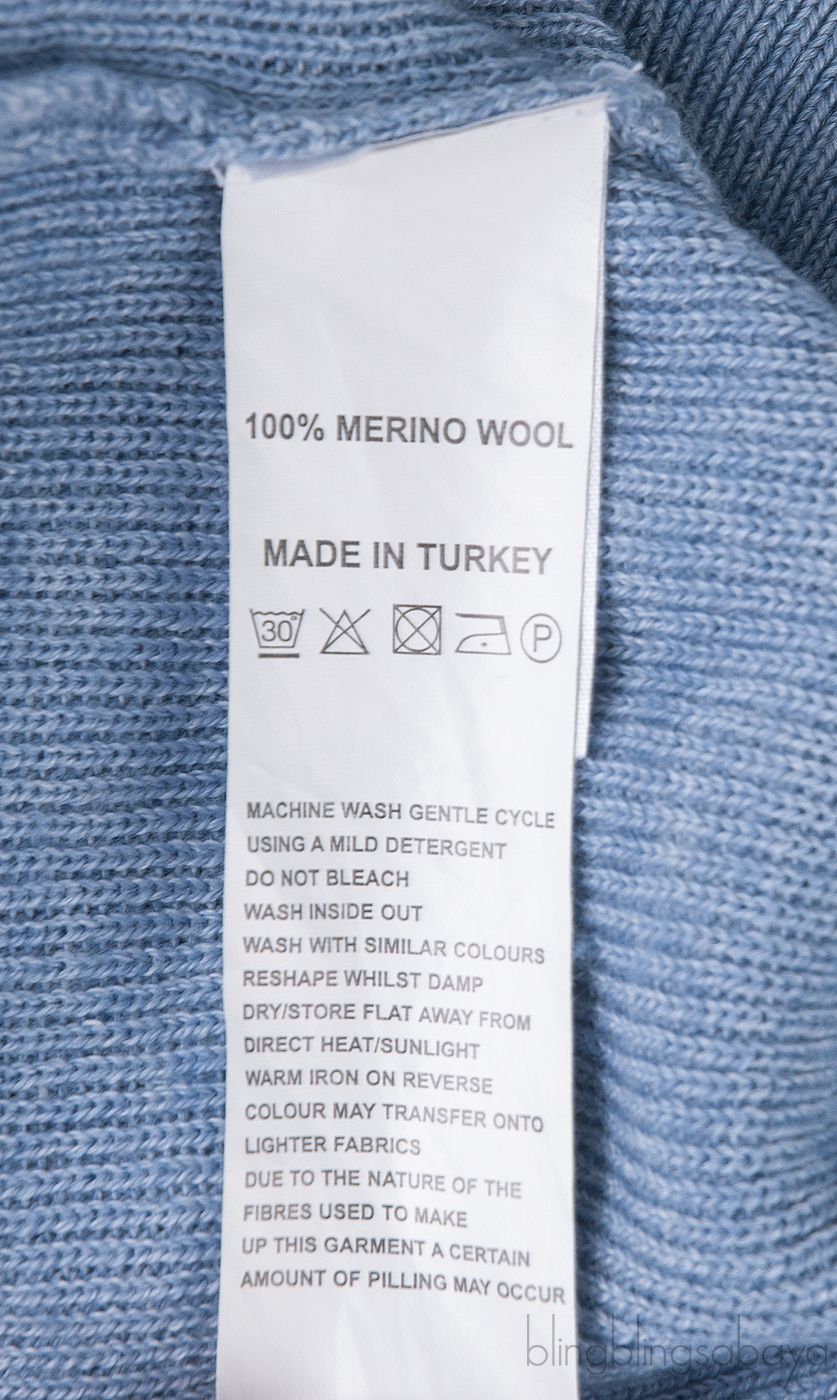 100% MERINO WOOL
MADE IN TURKEY
30° P
MACHINE WASH GENTLE CYCLE
USING A MILD DETERGENT
DO NOT BLEACH
WASH INSIDE OUT
WASH WITH SIMILAR COLOURS
RESHAPE WHILST DAMP
DRY/STORE FLAT AWAY FROM
DIRECT HEAT/SUNLIGHT
WARM IRON ON REVERSE
COLOUR MAY TRANSFER ONTO
LIGHTER FABRICS
DUE TO THE NATURE OF THE
FIBRES USED TO MAKE
UP THIS GARMENT A CERTAIN
AMOUNT OF PILLING MAY OCCUR
blingblingsabaya